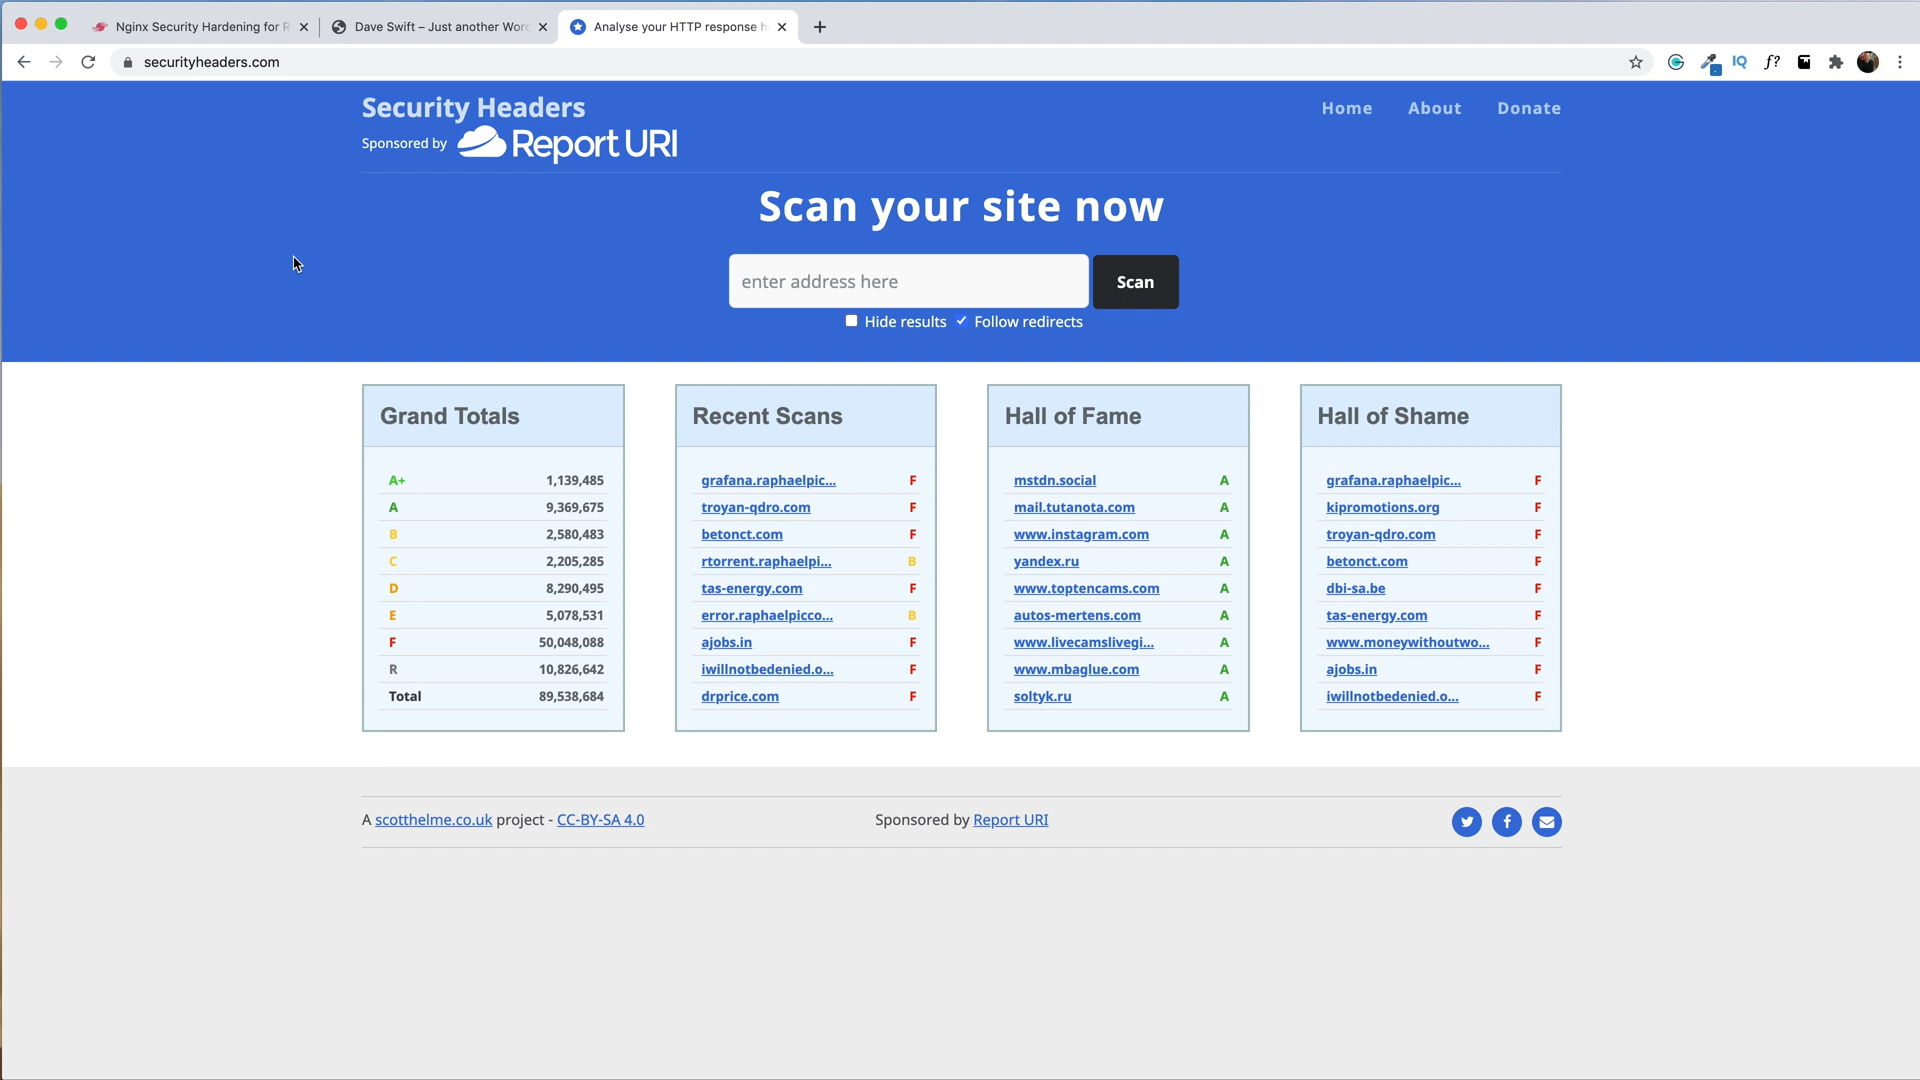 Nginx Security Hardening for R
Dave Swift – Just another Wor
Analyse your HTTP response h
securityheaders.com
IQ
f?
Security Headers
Home
About
Donate
Sponsored by Report URI
Scan your site now
enter address here
Scan
Hide results
Follow redirects
Grand Totals
A+ 1,139,485
A 9,369,675
B 2,580,483
C 2,205,285
D 8,290,495
E 5,078,531
F 50,048,088
R 10,826,642
Total 89,538,684
Recent Scans
grafana.raphaelpic... F
troyan-qdro.com F
betonct.com F
rtorrent.raphaelpi... B
tas-energy.com F
error.raphaelpicco... B
ajobs.in F
iwillnotbedenied.o... F
drprice.com F
Hall of Fame
mstdn.social A
mail.tutanota.com A
www.instagram.com A
yandex.ru A
www.toptencams.com A
autos-mertens.com A
www.livecamslivegi... A
www.mbaglue.com A
soltyk.ru A
Hall of Shame
grafana.raphaelpic... F
kipromotions.org F
troyan-qdro.com F
betonct.com F
dbi-sa.be F
tas-energy.com F
www.moneywithoutwo... F
ajobs.in F
iwillnotbedenied.o... F
A scotthelme.co.uk project - CC-BY-SA 4.0
Sponsored by Report URI